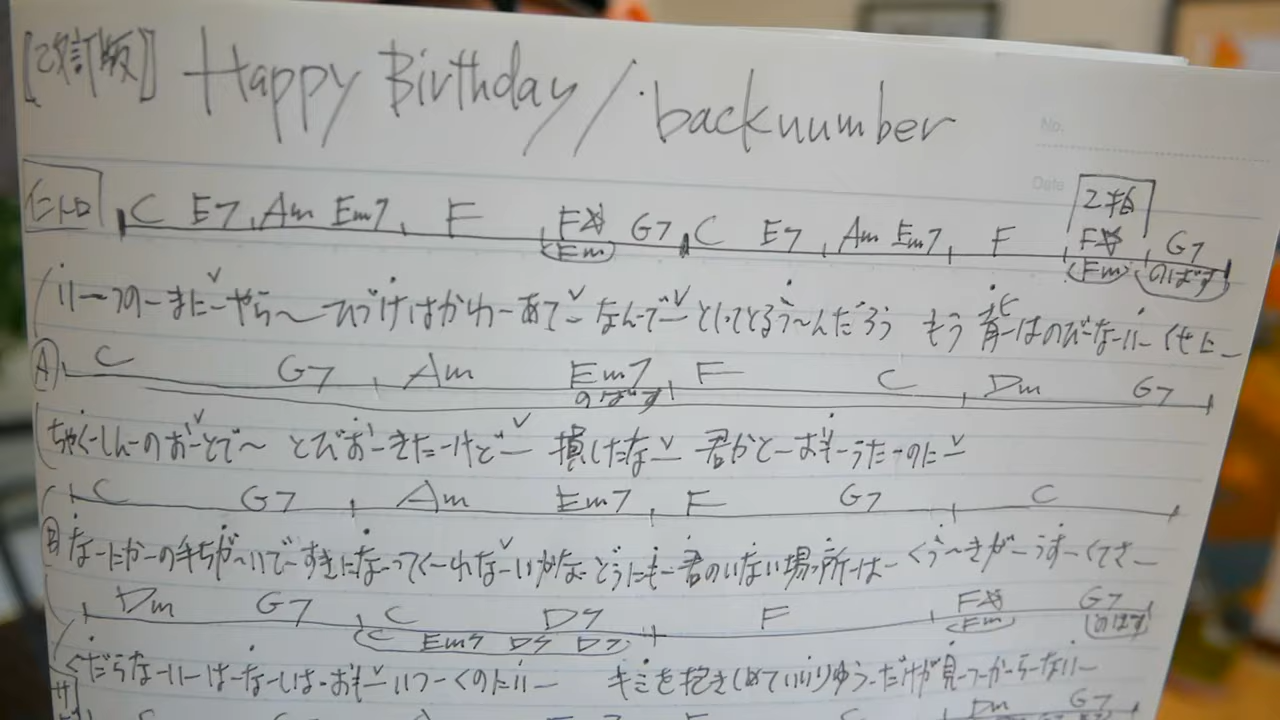 【改訂版】 Happy Birthday / backnumber
No.
Date
2拍
イントロ C E7 Am Em7 F F G7 C E7 Am Em7 F F G7
(Em) (Em) のばす
いーつのーまにーやら〜 ひづけはかわーあてー なんでー としてとるう〜んだろう もう 背ーはのびーなーいー くせにー
A C G7 Am Em7 F C Dm G7
のばす
ちゃくーしんーのおーとで〜 とびおーきたーけどー 損したなー 君かとーおもーうたーのにー
C G7 Am Em7 F G7 C
B なーにかーの手ちがーいでーすきになーってくーれなーいかな どうにもー君のいない場所ーはー くう〜きがーうすーくてさー
Dm G7 C D7 F F G7
(C Em7 D7 D7) (Em) のばす
くだらなーいーはーなーしはーおもーいつーくのにいー キミを抱きしめていいりゆうーだけが見ーつーからーないー
サ
Dm G7